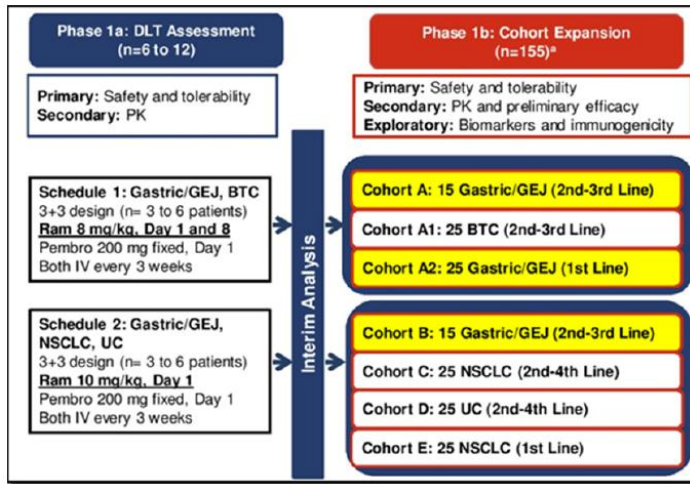 Phase 1a: DLT Assessment
(n=6 to 12)
Primary: Safety and tolerability
Secondary: PK
Schedule 1: Gastric/GEJ, BTC
3+3 design (n= 3 to 6 patients)
Ram 8 mg/kg, Day 1 and 8
Pembro 200 mg fixed, Day 1
Both IV every 3 weeks
Schedule 2: Gastric/GEJ,
NSCLC, UC
3+3 design (n= 3 to 6 patients)
Ram 10 mg/kg, Day 1
Pembro 200 mg fixed, Day 1
Both IV every 3 weeks
Interim Analysis
Phase 1b: Cohort Expansion
(n=155)ª
Primary: Safety and tolerability
Secondary: PK and preliminary efficacy
Exploratory: Biomarkers and immunogenicity
Cohort A: 15 Gastric/GEJ (2nd-3rd Line)
Cohort A1: 25 BTC (2nd-3rd Line)
Cohort A2: 25 Gastric/GEJ (1st Line)
Cohort B: 15 Gastric/GEJ (2nd-3rd Line)
Cohort C: 25 NSCLC (2nd-4th Line)
Cohort D: 25 UC (2nd-4th Line)
Cohort E: 25 NSCLC (1st Line)